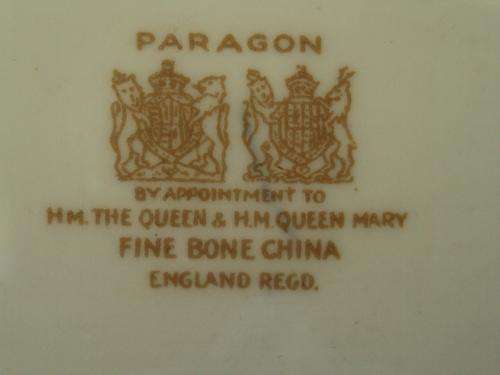 PARAGON
BY APPOINTMENT TO
H.M. THE QUEEN & H.M. QUEEN MARY
FINE BONE CHINA
ENGLAND REGD.